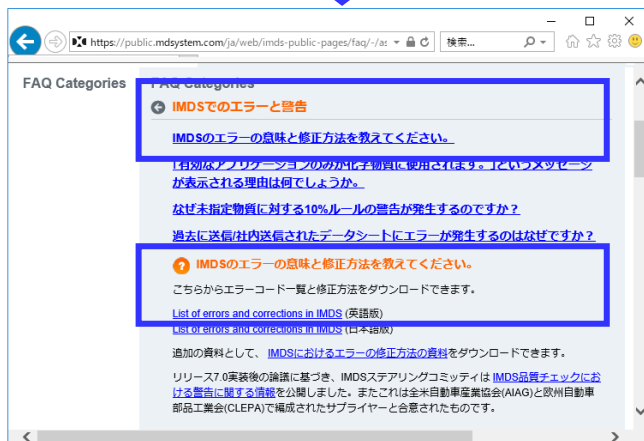 https://public.mdsystem.com/ja/web/imds-public-pages/faq/-/as
検索...
FAQ Categories
FAQ Categories
IMDSでのエラーと警告
IMDSのエラーの意味と修正方法を教えてください。
「有効なアプリケーションのみが化学物質に使用されます。」というメッセージ
が表示される理由は何でしょうか。
なぜ未指定物質に対する10%ルールの警告が発生するのですか？
過去に送信/社内送信されたデータシートにエラーが発生するのはなぜですか？
IMDSのエラーの意味と修正方法を教えてください。
こちらからエラーコード一覧と修正方法をダウンロードできます。
List of errors and corrections in IMDS (英語版)
List of errors and corrections in IMDS (日本語版)
追加の資料として、 IMDSにおけるエラーの修正方法の資料をダウンロードできます。
リリース7.0実装後の論議に基づき、IMDSステアリングコミッティは IMDS品質チェックにお
ける警告に関する情報を公開しました。またこれは全米自動車産業協会(AIAG)と欧州自動車
部品工業会(CLEPA)で編成されたサプライヤーと合意されたものです。